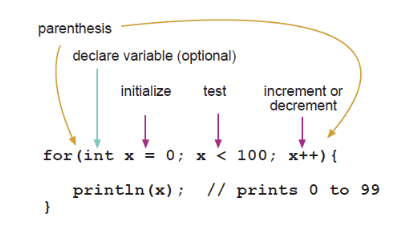 parenthesis
declare variable (optional)
initialize test increment or
decrement
for(int x = 0; x < 100; x++){
println(x); // prints 0 to 99
}